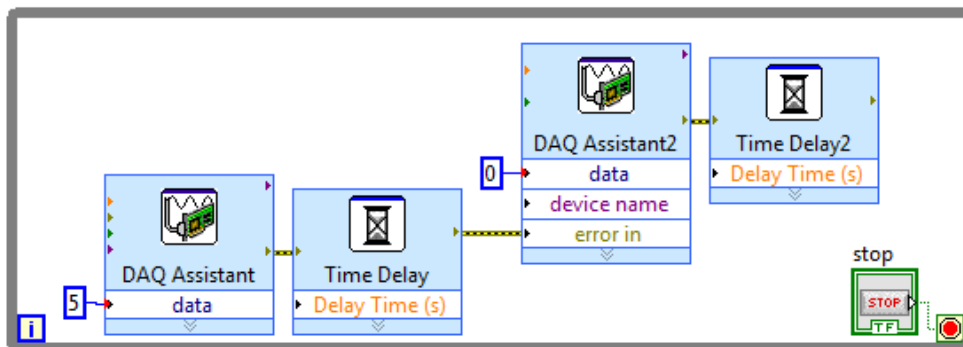 DAQ Assistant2
data
device name
error in
0
Time Delay2
Delay Time (s)
DAQ Assistant
data
5
Time Delay
Delay Time (s)
stop
STOP
TF
i